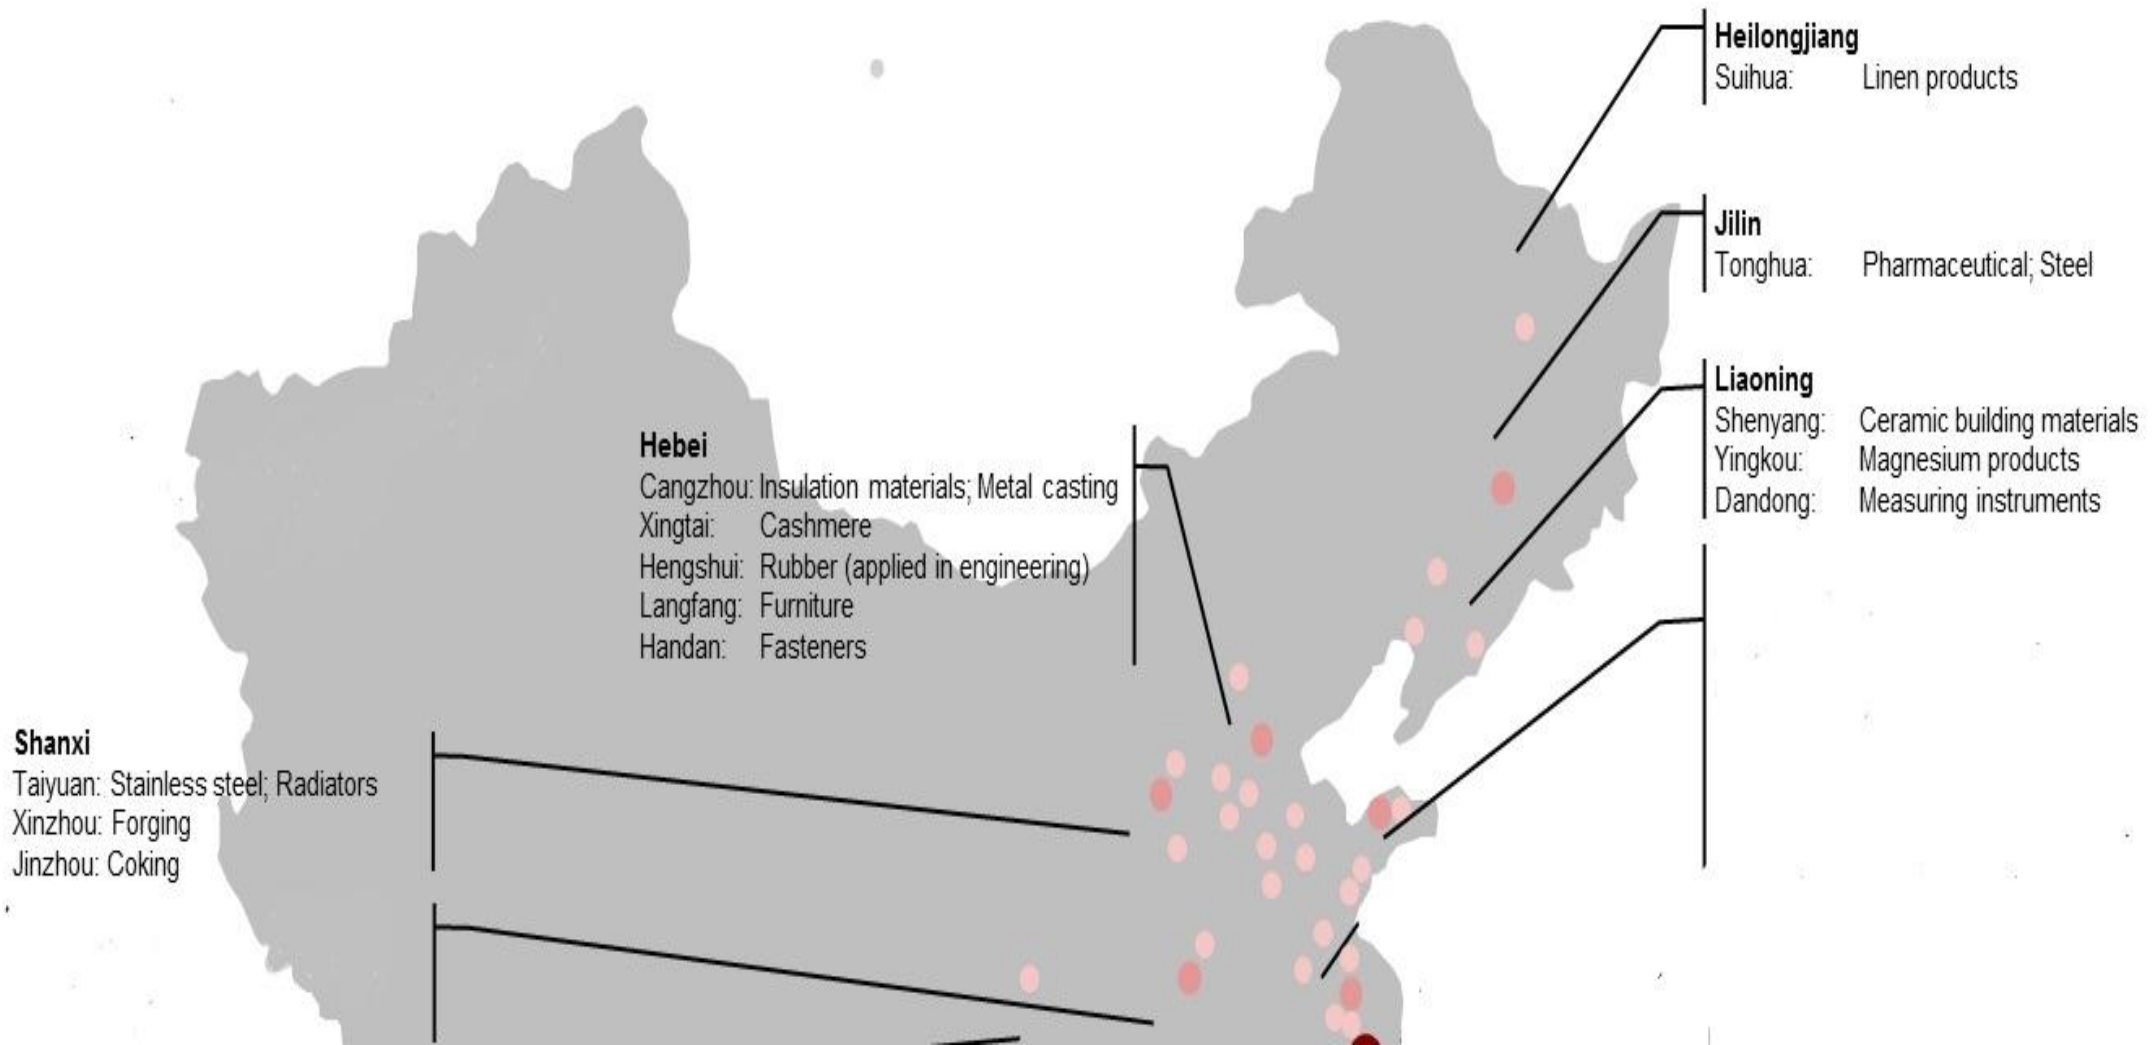 Heilongjiang
Suihua: Linen products
Jilin
Tonghua: Pharmaceutical; Steel
Liaoning
Shenyang: Ceramic building materials
Yingkou: Magnesium products
Dandong: Measuring instruments
Hebei
Cangzhou: Insulation materials; Metal casting
Xingtai: Cashmere
Hengshui: Rubber (applied in engineering)
Langfang: Furniture
Handan: Fasteners
Shanxi
Taiyuan: Stainless steel; Radiators
Xinzhou: Forging
Jinzhou: Coking